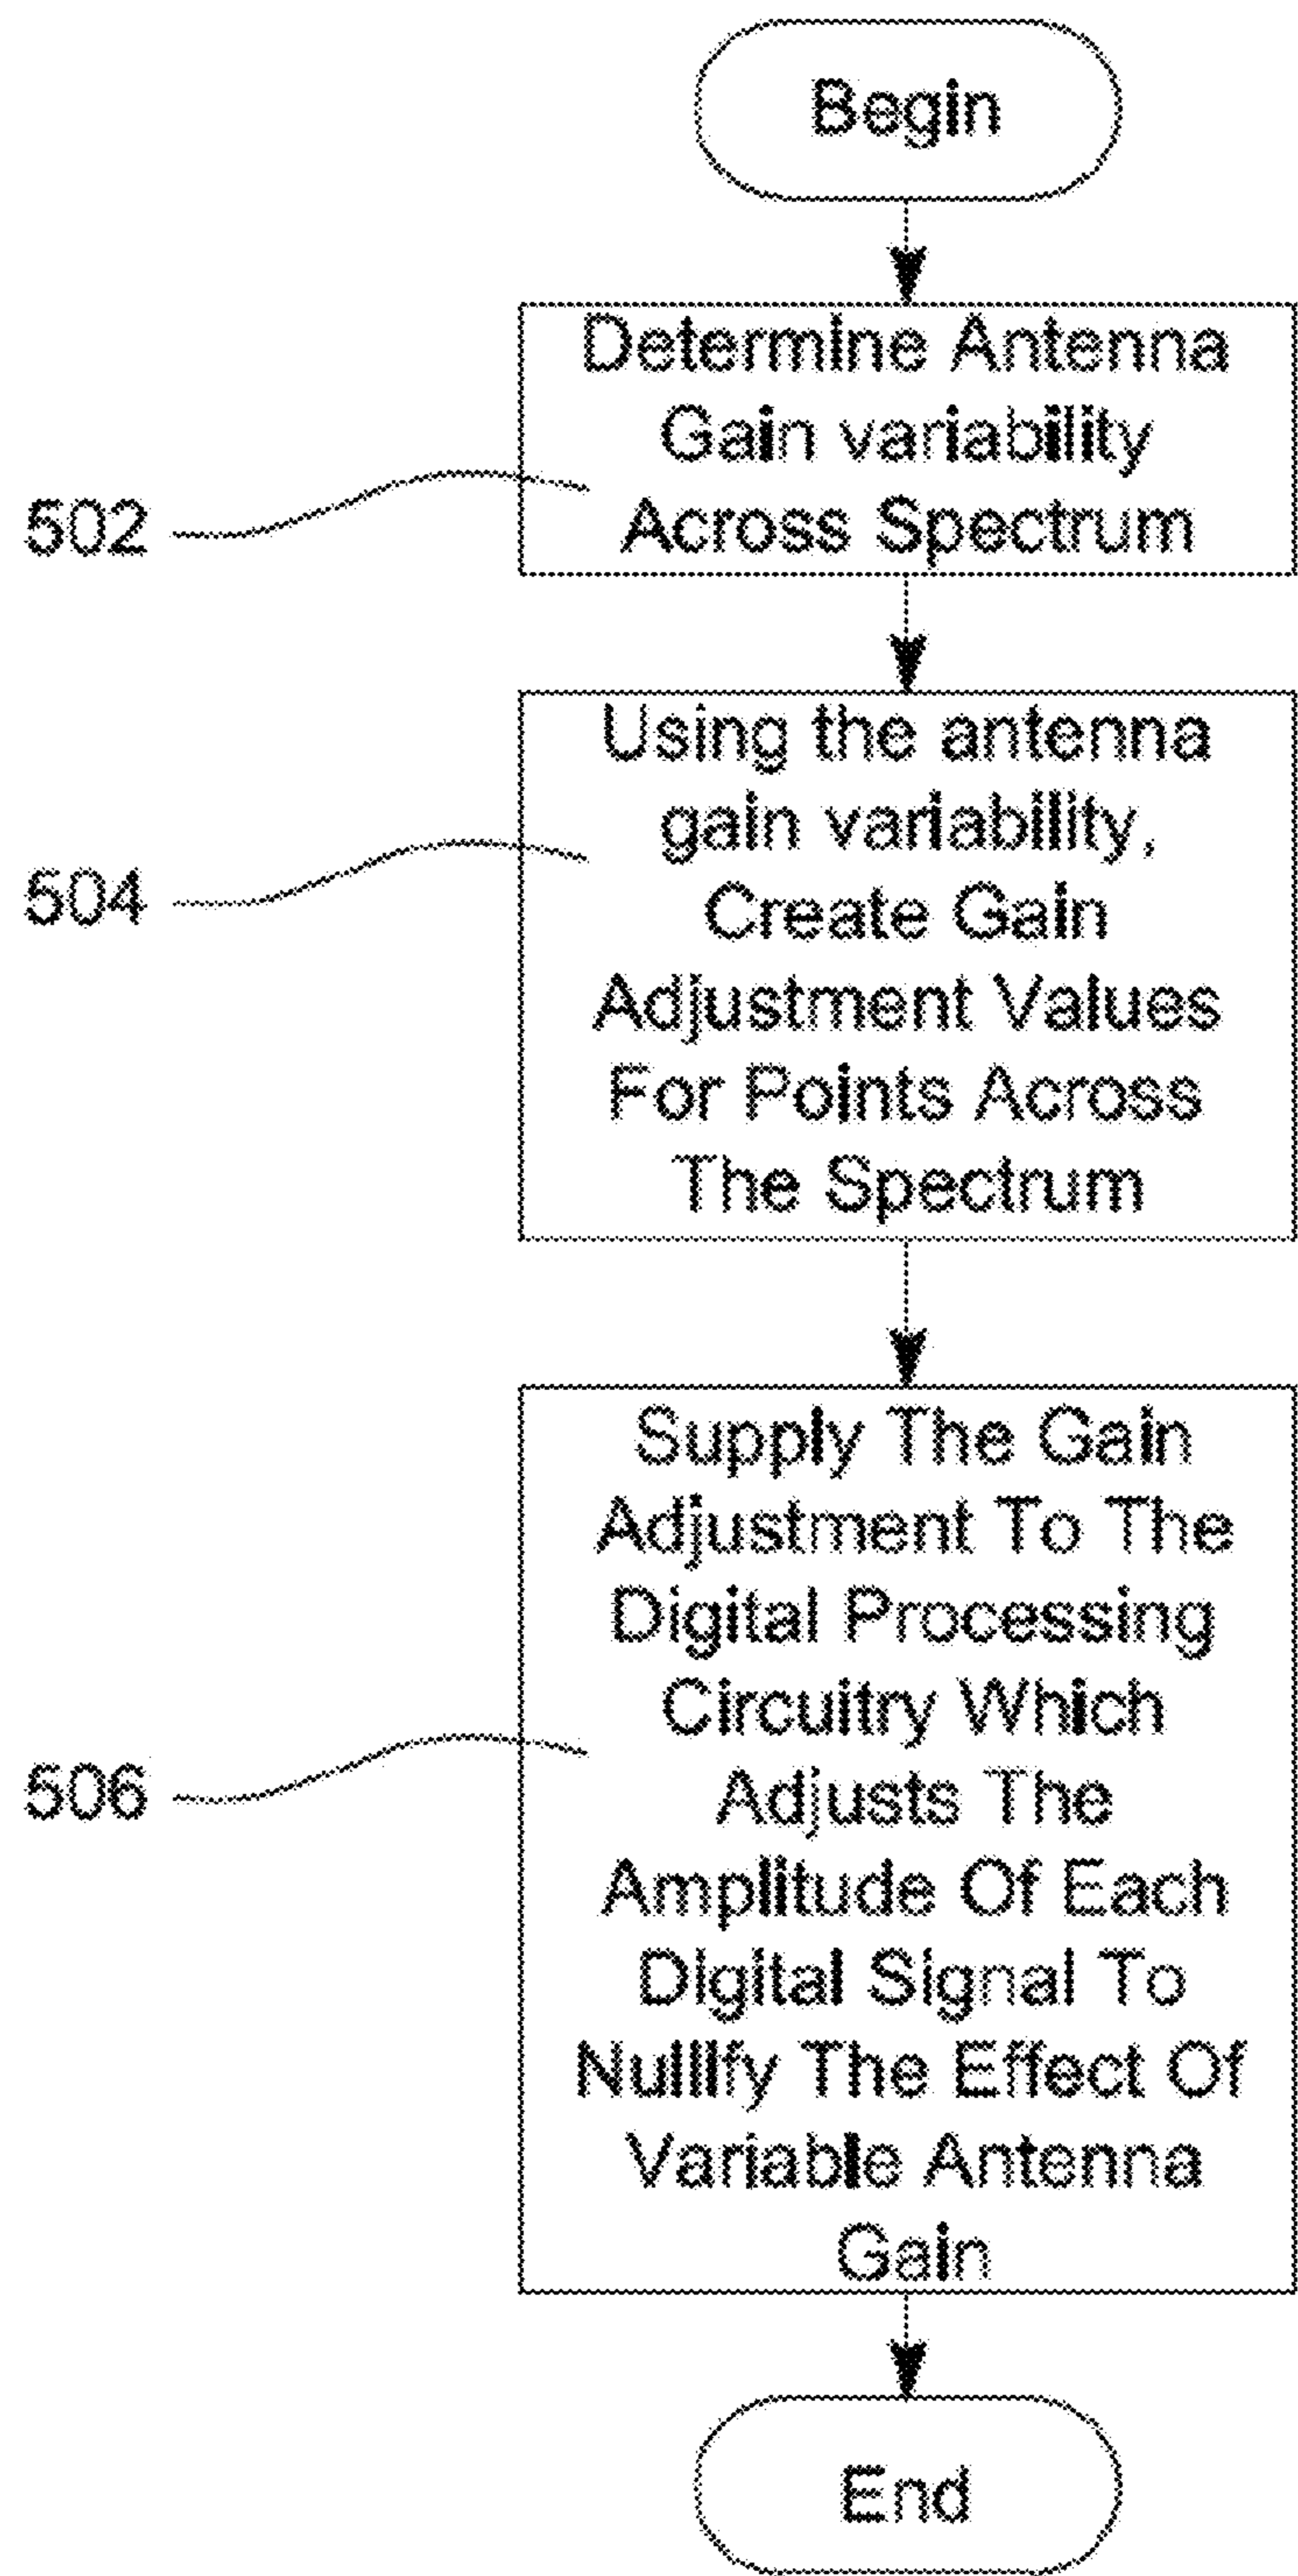 Begin
Determine Antenna
Gain variability
Across Spectrum
502
Using the antenna
gain variability,
Create Gain
Adjustment Values
For Points Across
The Spectrum
504
Supply The Gain
Adjustment To The
Digital Processing
Circuitry Which
Adjusts The
Amplitude Of Each
Digital Signal To
Nullify The Effect Of
Variable Antenna
Gain
506
End